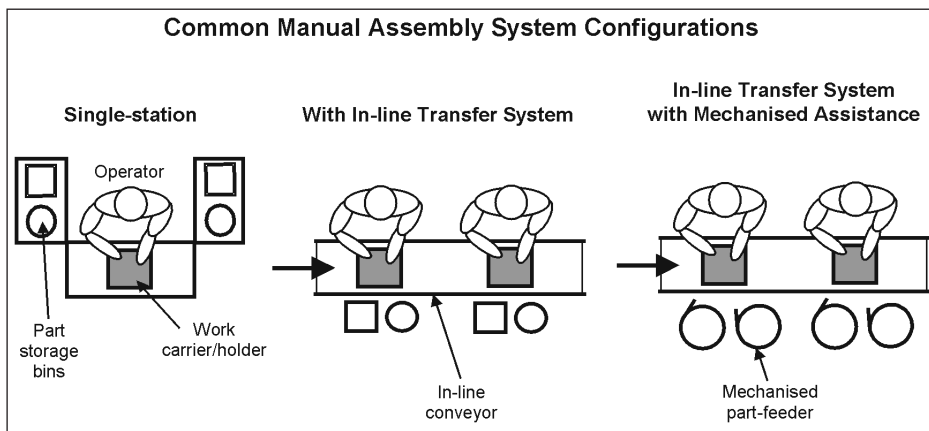 Common Manual Assembly System Configurations
Single-station
With In-line Transfer System
In-line Transfer System
with Mechanised Assistance
Operator
Part
storage
bins
Work
carrier/holder
In-line
conveyor
Mechanised
part-feeder